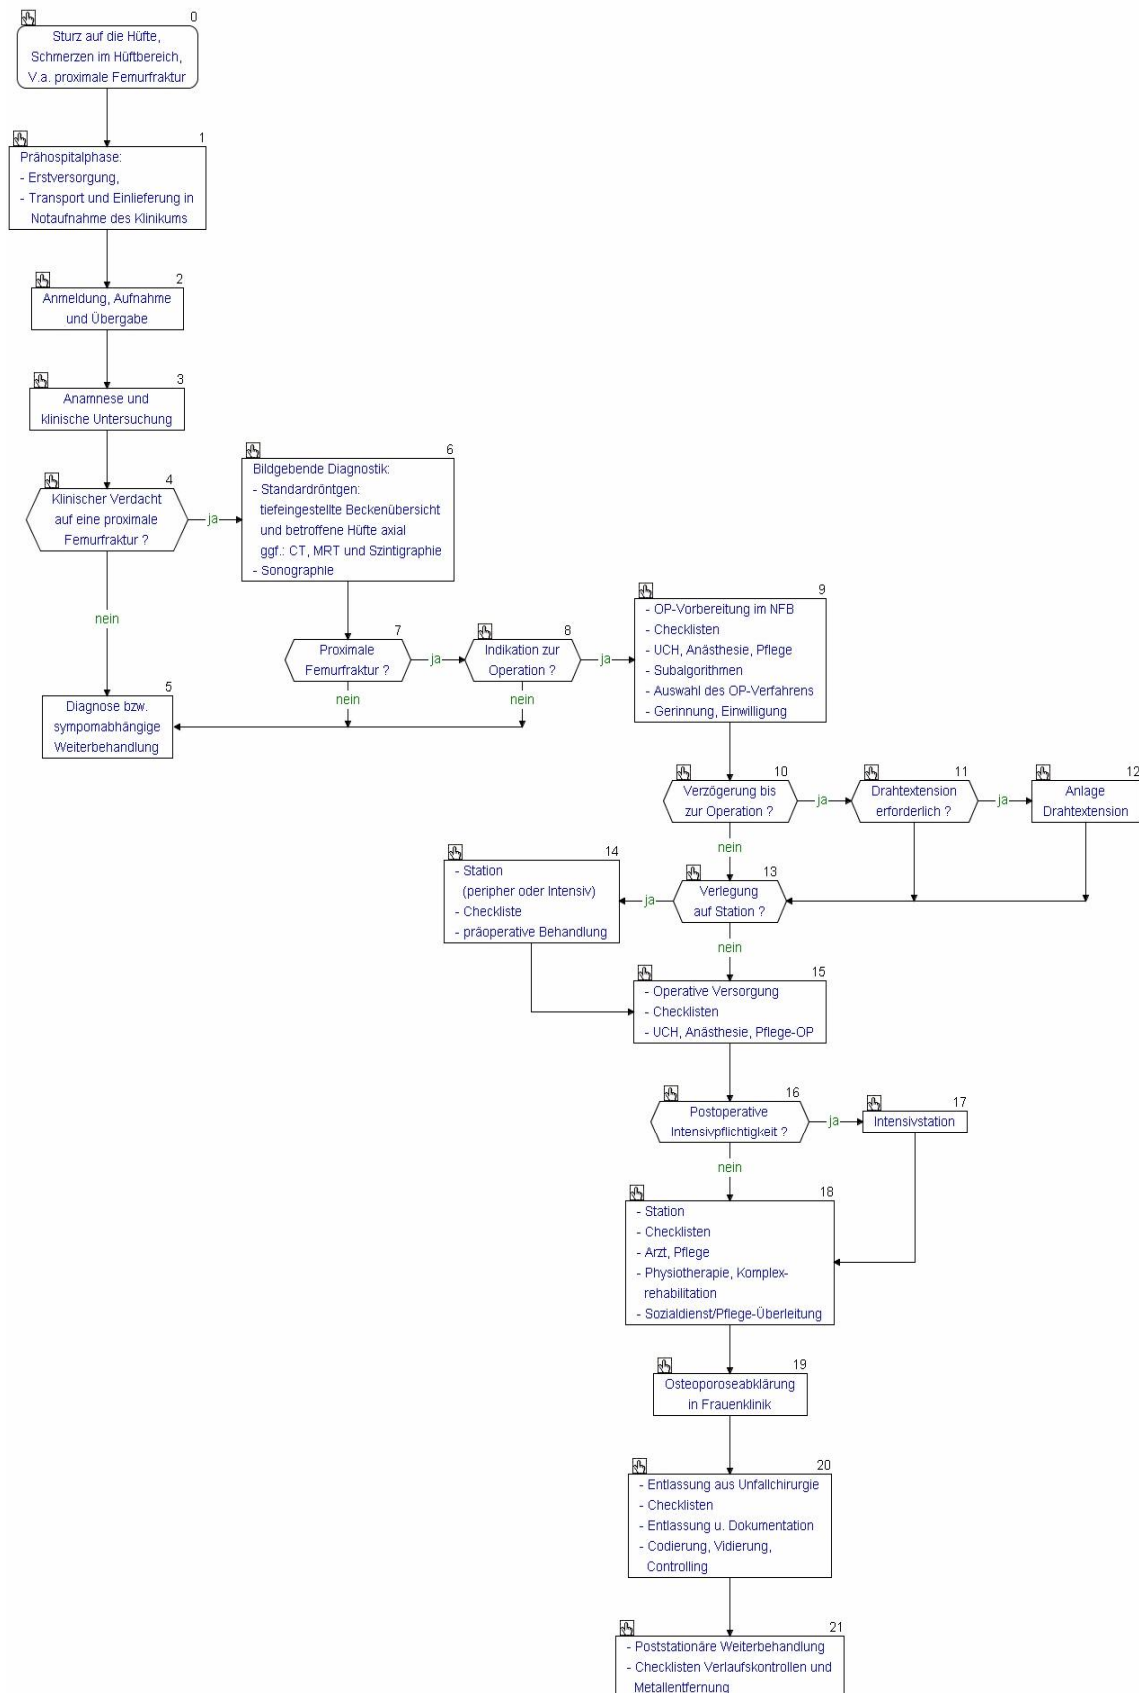 0
Sturz auf die Hüfte,
Schmerzen im Hüftbereich,
V.a. proximale Femurfraktur
1
Prähospitalphase:
- Erstversorgung,
- Transport und Einlieferung in
Notaufnahme des Klinikums
2
Anmeldung, Aufnahme
und Übergabe
3
Anamnese und
klinische Untersuchung
4
Klinischer Verdacht
auf eine proximale
Femurfraktur ?
ja
nein
5
Diagnose bzw.
sympomabhängige
Weiterbehandlung
6
Bildgebende Diagnostik:
- Standardröntgen:
tiefeingestellte Beckenübersicht
und betroffene Hüfte axial
ggf.: CT, MRT und Szintigraphie
- Sonographie
7
Proximale
Femurfraktur ?
ja
nein
8
Indikation zur
Operation ?
ja
nein
9
- OP-Vorbereitung im NFB
- Checklisten
- UCH, Anästhesie, Pflege
- Subalgorithmen
- Auswahl des OP-Verfahrens
- Gerinnung, Einwilligung
10
Verzögerung bis
zur Operation ?
ja
nein
11
Drahtextension
erforderlich ?
ja
12
Anlage
Drahtextension
13
Verlegung
auf Station ?
ja
nein
14
- Station
(peripher oder Intensiv)
- Checkliste
- präoperative Behandlung
15
- Operative Versorgung
- Checklisten
- UCH, Anästhesie, Pflege-OP
16
Postoperative
Intensivpflichtigkeit ?
ja
nein
17
Intensivstation
18
- Station
- Checklisten
- Arzt, Pflege
- Physiotherapie, Komplex-
rehabilitation
- Sozialdienst/Pflege-Überleitung
19
Osteoporoseabklärung
in Frauenklinik
20
- Entlassung aus Unfallchirurgie
- Checklisten
- Entlassung u. Dokumentation
- Codierung, Vidierung,
Controlling
21
- Poststationäre Weiterbehandlung
- Checklisten Verlaufskontrollen und
Metallentfernung